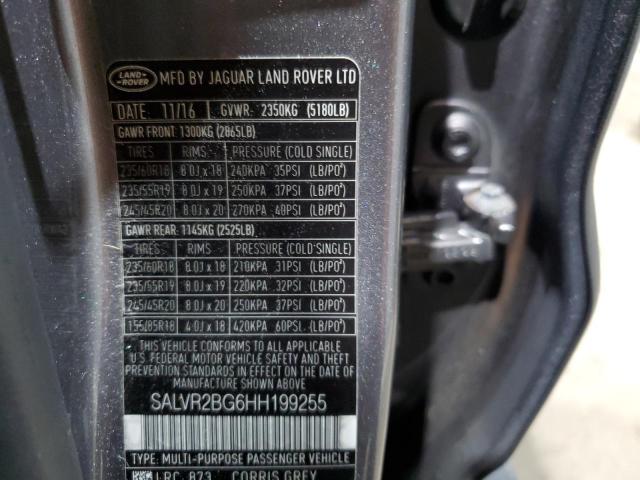 LAND-ROVER MFD BY JAGUAR LAND ROVER LTD
DATE 11/16 GVWR: 2350KG (5180LB)
GAWR FRONT: 1300KG (2865LB)
TIRES RIMS PRESSURE (COLD SINGLE)
235/60R18 8.0J x 18 240KPA 35PSI (LB/PO²)
235/55R19 8.0J x 19 250KPA 37PSI (LB/PO²)
245/45R20 8.0J x 20 270KPA 40PSI (LB/PO²)
GAWR REAR: 1145KG (2525LB)
TIRES RIMS PRESSURE (COLD SINGLE)
235/60R18 8.0J x 18 210KPA 31PSI (LB/PO²)
235/55R19 8.0J x 19 220KPA 32PSI (LB/PO²)
245/45R20 8.0J x 20 250KPA 37PSI (LB/PO²)
155/85R18 4.0J x 18 420KPA 60PSI (LB/PO²)
THIS VEHICLE CONFORMS TO ALL APPLICABLE
U.S. FEDERAL MOTOR VEHICLE SAFETY AND THEFT
PREVENTION STANDARDS IN EFFECT ON THE DATE
OF MANUFACTURE SHOWN ABOVE.
SALVR2BG6HH199255
TYPE: MULTI-PURPOSE PASSENGER VEHICLE
LRC 873 CORRIS GREY